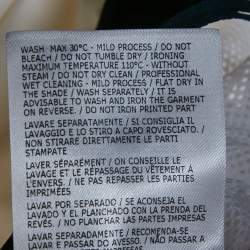 WASH MAX 30°C - MILD PROCESS / DO NOT
BLEACH / DO NOT TUMBLE DRY / IRONING
MAXIMUM TEMPERATURE 110°C - WITHOUT
STEAM / DO NOT DRY CLEAN / PROFESSIONAL
WET CLEANING - MILD PROCESS / FLAT DRY IN
THE SHADE / WASH SEPARATELY / IT IS
ADVISABLE TO WASH AND IRON THE GARMENT
ON REVERSE. DO NOT IRON PRINTED PART
LAVARE SEPARATAMENTE / SI CONSIGLIA IL
LAVAGGIO E LO STIRO A CAPO ROVESCIATO. /
NON STIRARE DIRETTAMENTE LE PARTI
STAMPATE
LAVER SÉPARÉMENT / ON CONSEILLE LE
LAVAGE ET LE REPASSAGE DU VÊTEMENT À
L'ENVERS. / NE PAS REPASSER LES PARTIES
IMPRIMÉES
LAVAR POR SEPARADO / SE ACONSEJA EL
LAVADO Y EL PLANCHADO CON LA PRENDA DEL
REVÉS. / NO PLANCHAR LAS PARTES IMPRESAS
LAVAR SEPARADAMENTE / RECOMENDA-SE
LAVAR E PASSAR DO AVESSO. / NÃO PASSAR A